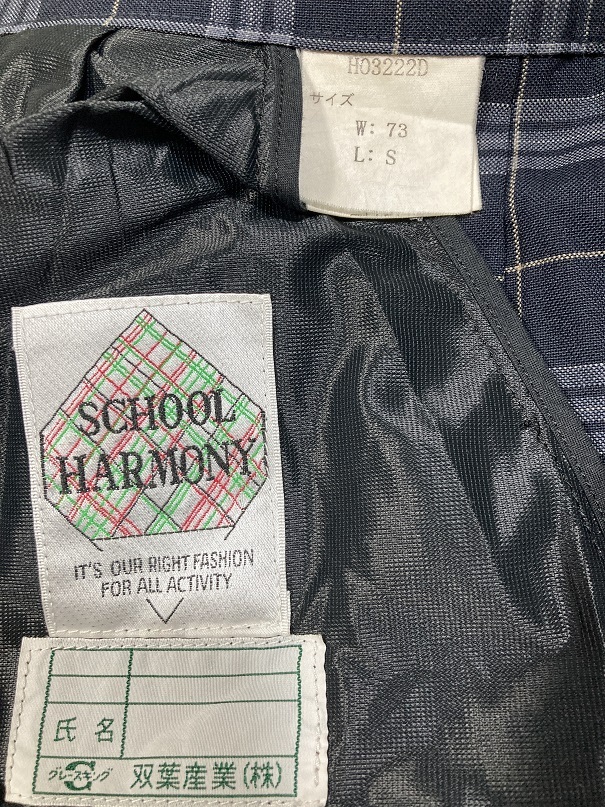 HO3222D
サイズ
W: 73
L: S
SCHOOL
HARMONY
IT'S OUR RIGHT FASHION
FOR ALL ACTIVITY
氏名
グレースキング 双葉産業(株)